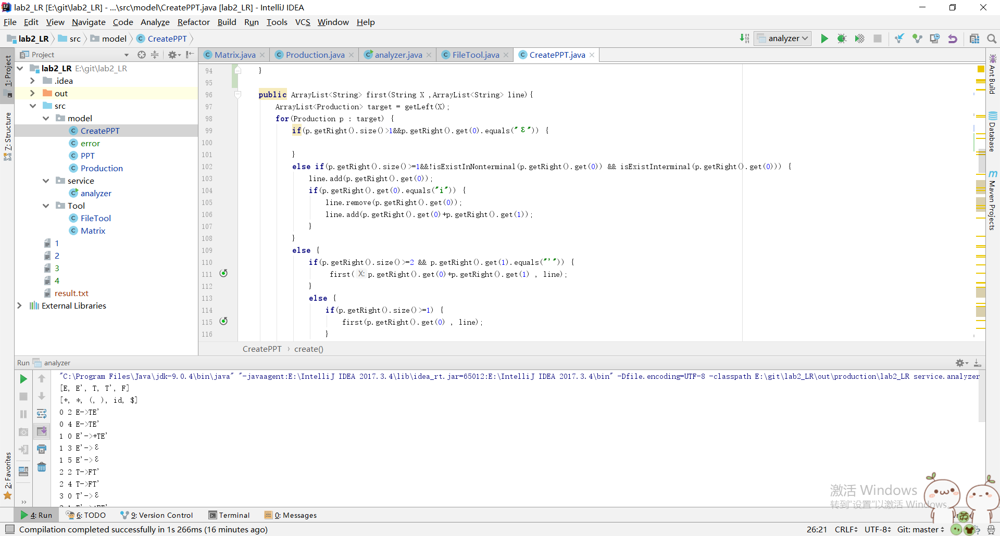 lab2_LR [E:\git\lab2_LR] - ...\src\model\CreatePPT.java [lab2_LR] - IntelliJ IDEA
File Edit View Navigate Code Analyze Refactor Build Run Tools VCS Window Help
lab2_LR src model CreatePPT
analyzer
Project
Matrix.java Production.java analyzer.java FileTool.java CreatePPT.java
1: Project
7: Structure
2: Favorites
lab2_LR E:\git\lab2_LR
.idea
out
src
model
CreatePPT
error
PPT
Production
service
analyzer
Tool
FileTool
Matrix
1
2
3
4
result.txt
External Libraries
94 }
95
96 public ArrayList<String> first(String X ,ArrayList<String> line){
97 ArrayList<Production> target = getLeft(X);
98 for(Production p : target) {
99 if(p.getRight().size()>1&&p.getRight().get(0).equals("ε")) {
100
101 }
102 else if(p.getRight().size()>=1&&!isExistInNonterminal(p.getRight().get(0)) && isExistInterminal(p.getRight().get(0))) {
103 line.add(p.getRight().get(0));
104 if(p.getRight().get(0).equals("i")) {
105 line.remove(p.getRight().get(0));
106 line.add(p.getRight().get(0)+p.getRight().get(1));
107 }
108 }
109 else {
110 if(p.getRight().size()>=2 && p.getRight().get(1).equals("'")) {
111 first( X: p.getRight().get(0)+p.getRight().get(1) , line);
112 }
113 else {
114 if(p.getRight().size()>=1) {
115 first(p.getRight().get(0) , line);
116 }
CreatePPT › create()
Ant Build
Database
Maven Projects
Run analyzer
"C:\Program Files\Java\jdk-9.0.4\bin\java" "-javaagent:E:\IntelliJ IDEA 2017.3.4\lib\idea_rt.jar=65012:E:\IntelliJ IDEA 2017.3.4\bin" -Dfile.encoding=UTF-8 -classpath E:\git\lab2_LR\out\production\lab2_LR service.analyzer
[E, E', T, T', F]
[+, *, (, ), id, $]
0 2 E->TE'
0 4 E->TE'
1 0 E'->+TE'
1 3 E'->ε
1 5 E'->ε
2 2 T->FT'
2 4 T->FT'
3 0 T'->ε
激活 Windows
转到"设置"以激活 Windows。
4: Run 6: TODO 9: Version Control Terminal 0: Messages
Compilation completed successfully in 1s 266ms (16 minutes ago)
26:21 CRLF UTF-8 Git: master